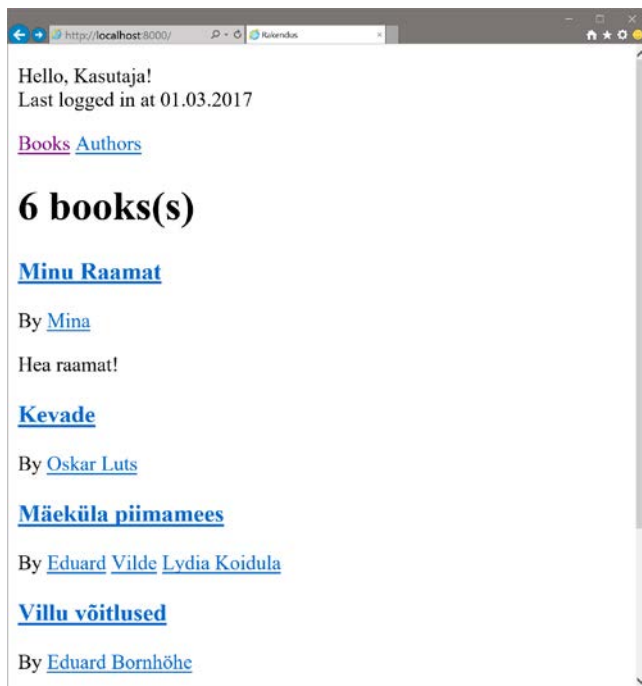 http://localhost:8000/
Rakendus
Hello, Kasutaja!
Last logged in at 01.03.2017
Books Authors
6 books(s)
Minu Raamat
By Mina
Hea raamat!
Kevade
By Oskar Luts
Mäeküla piimamees
By Eduard Vilde Lydia Koidula
Villu võitlused
By Eduard Bornhöhe